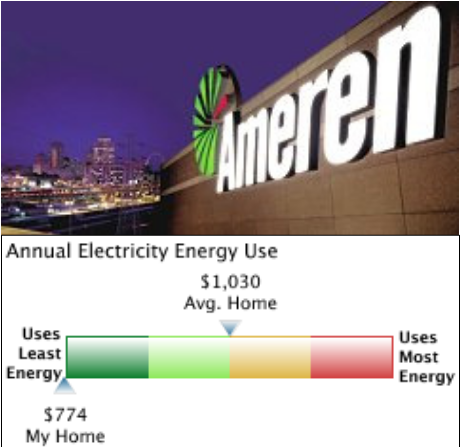 Ameren
Annual Electricity Energy Use
$1,030
Avg. Home
Uses
Least
Energy
Uses
Most
Energy
$774
My Home